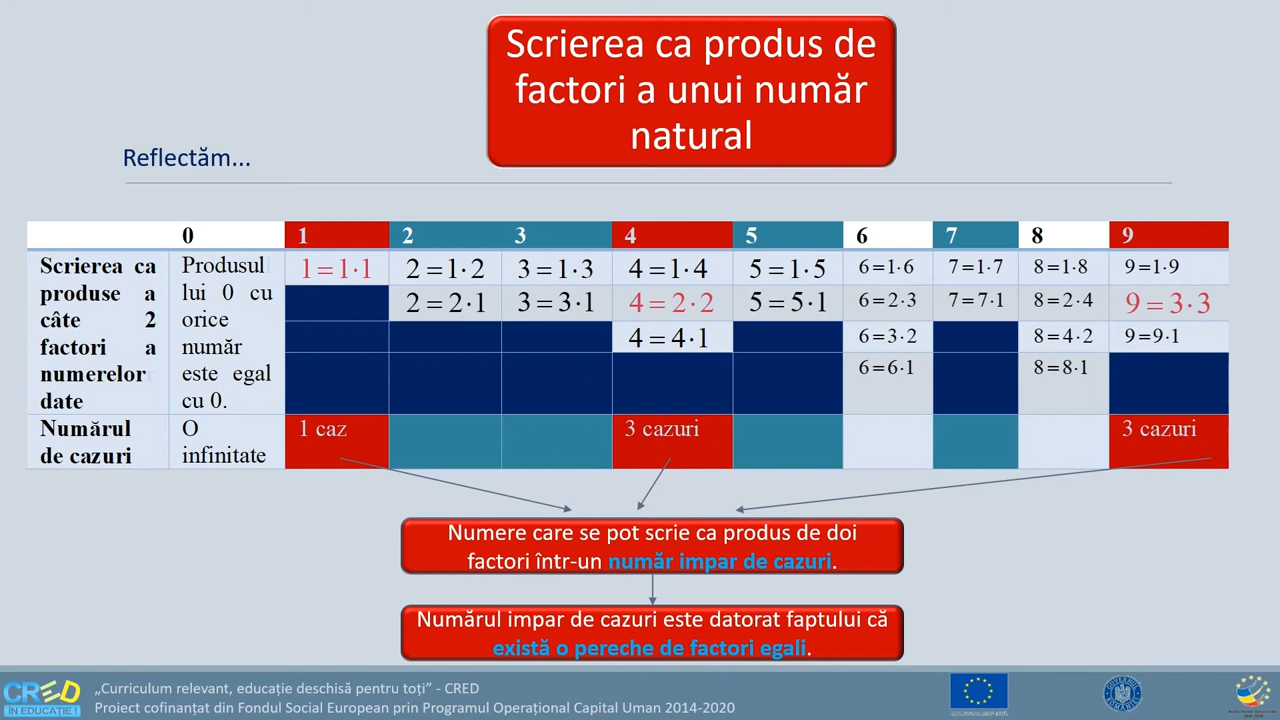 Scrierea ca produs de
factori a unui număr
natural
Reflectăm...
0 1 2 3 4 5 6 7 8 9
Scrierea ca
produse a
câte 2
factori a
numerelor
date
Produsul
lui 0 cu
orice
număr
este egal
cu 0.
1=1·1 2=1·2 3=1·3 4=1·4 5=1·5 6=1·6 7=1·7 8=1·8 9=1·9
2=2·1 3=3·1 4=2·2 5=5·1 6=2·3 7=7·1 8=2·4 9=3·3
4=4·1 6=3·2 8=4·2 9=9·1
6=6·1 8=8·1
Numărul
de cazuri
O
infinitate
1 caz 3 cazuri 3 cazuri
Numere care se pot scrie ca produs de doi
factori într-un număr impar de cazuri.
Numărul impar de cazuri este datorat faptului că
există o pereche de factori egali.
CRED
ÎN EDUCAȚIE !
„Curriculum relevant, educație deschisă pentru toți” - CRED
Proiect cofinanțat din Fondul Social European prin Programul Operațional Capital Uman 2014-2020